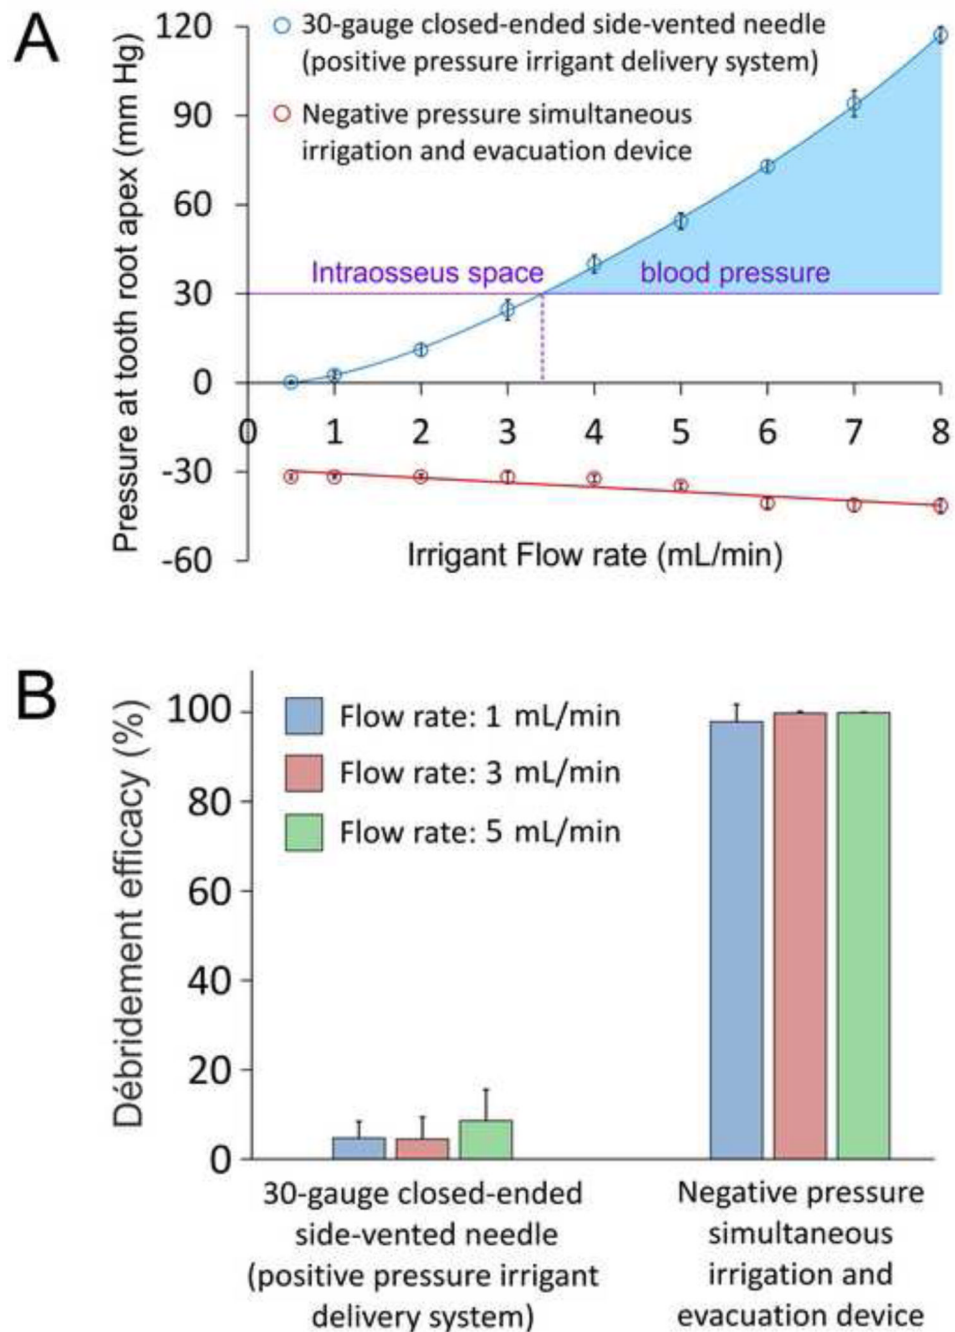 A
Pressure at tooth root apex (mm Hg)
120
90
60
30
0
-30
-60
30-gauge closed-ended side-vented needle
(positive pressure irrigant delivery system)
Negative pressure simultaneous
irrigation and evacuation device
Intraosseus space blood pressure
0 1 2 3 4 5 6 7 8
Irrigant Flow rate (mL/min)
B
Débridement efficacy (%)
100
80
60
40
20
0
Flow rate: 1 mL/min
Flow rate: 3 mL/min
Flow rate: 5 mL/min
30-gauge closed-ended
side-vented needle
(positive pressure irrigant
delivery system)
Negative pressure
simultaneous
irrigation and
evacuation device